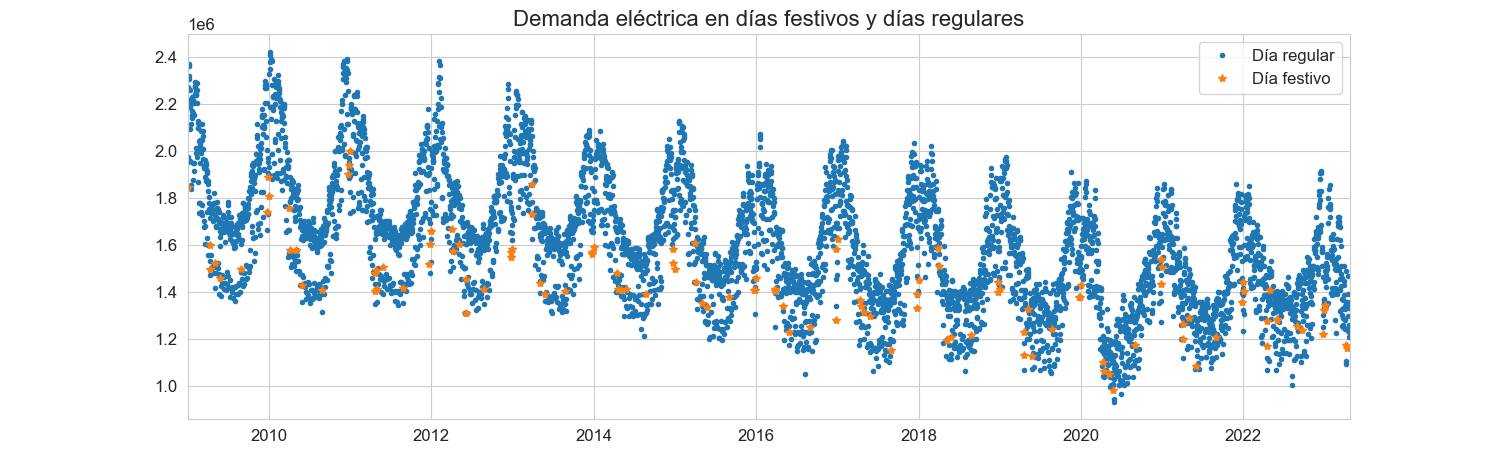 Demanda eléctrica en días festivos y días regulares
1e6
Día regular
Día festivo
2.4
2.2
2.0
1.8
1.6
1.4
1.2
1.0
2010 2012 2014 2016 2018 2020 2022